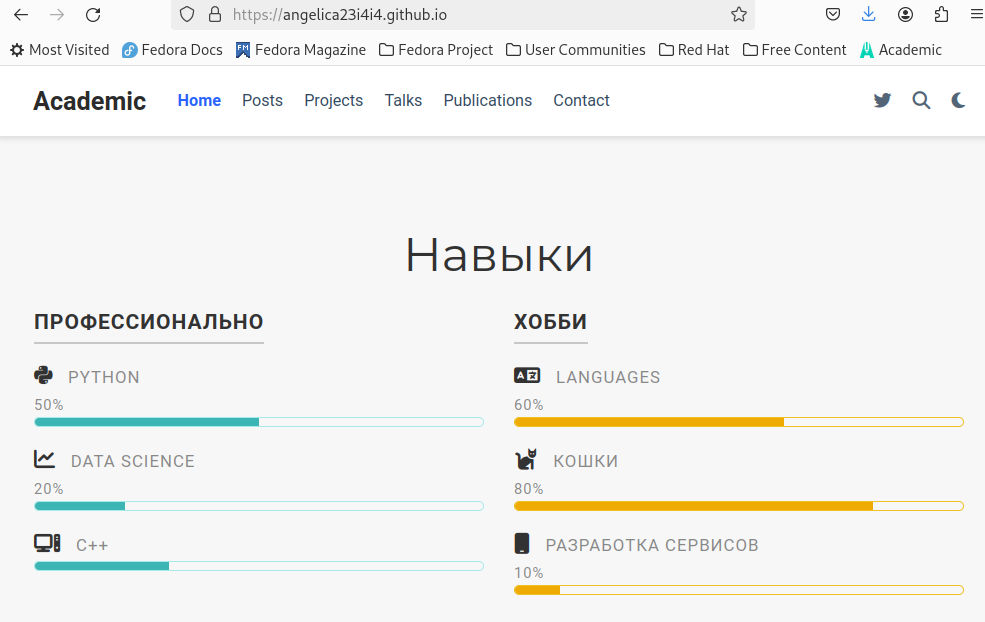 https://angelica23i4i4.github.io
Most Visited Fedora Docs Fedora Magazine Fedora Project User Communities Red Hat Free Content Academic
Academic Home Posts Projects Talks Publications Contact
Навыки
ПРОФЕССИОНАЛЬНО
PYTHON
50%
DATA SCIENCE
20%
C++
ХОББИ
LANGUAGES
60%
КОШКИ
80%
РАЗРАБОТКА СЕРВИСОВ
10%